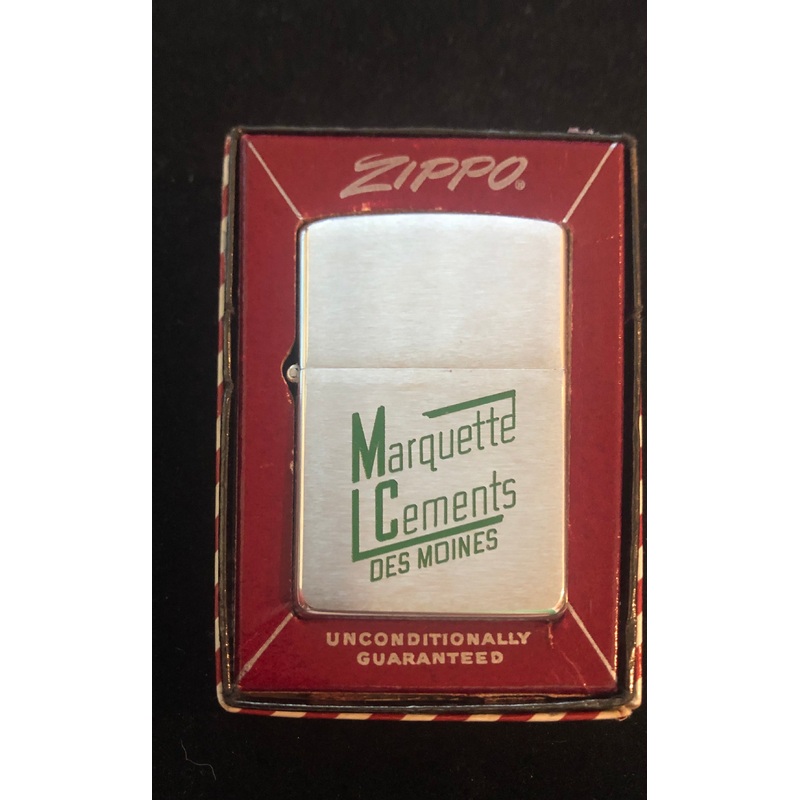 ZIPPO®
Marquette
Cements
DES MOINES
UNCONDITIONALLY
GUARANTEED